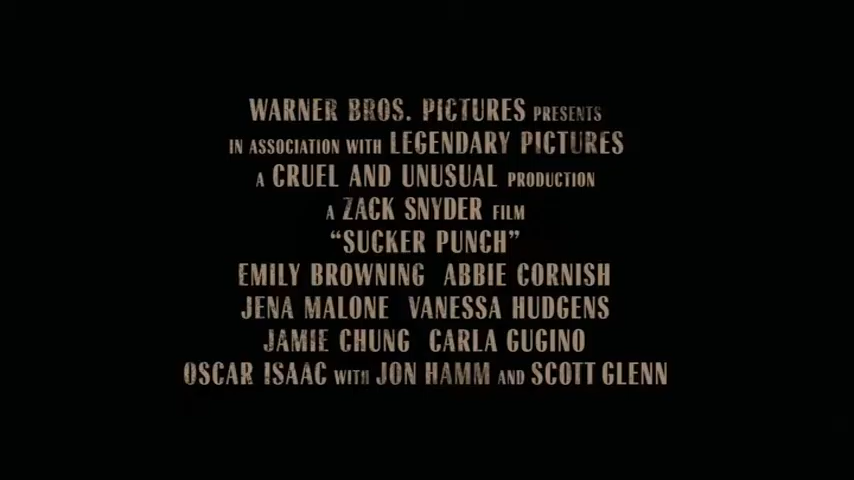 WARNER BROS. PICTURES PRESENTS
IN ASSOCIATION WITH LEGENDARY PICTURES
A CRUEL AND UNUSUAL PRODUCTION
A ZACK SNYDER FILM
“SUCKER PUNCH”
EMILY BROWNING ABBIE CORNISH
JENA MALONE VANESSA HUDGENS
JAMIE CHUNG CARLA GUGINO
OSCAR ISAAC WITH JON HAMM AND SCOTT GLENN